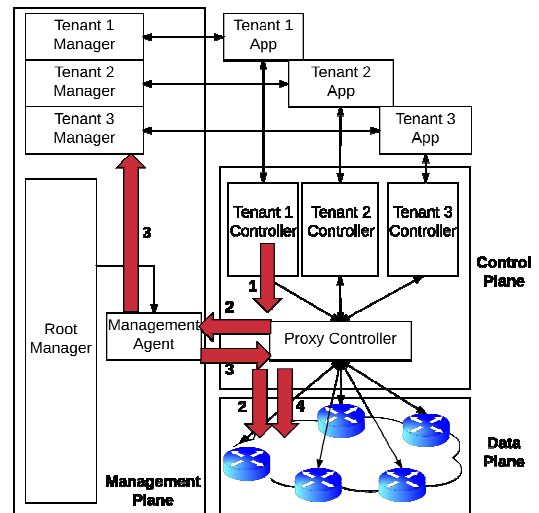 Tenant 1
Manager
Tenant 1
App
Tenant 2
Manager
Tenant 2
App
Tenant 3
Manager
Tenant 3
App
3
Tenant 1
Controller
Tenant 2
Controller
Tenant 3
Controller
Control
Plane
1
2
Root
Manager
Management
Agent
Proxy Controller
3
2
4
Data
Plane
Management
Plane